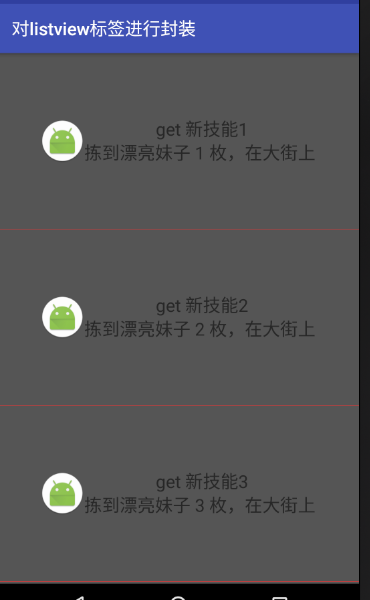 对listview标签进行封装
get 新技能1
拣到漂亮妹子 1 枚，在大街上
get 新技能2
拣到漂亮妹子 2 枚，在大街上
get 新技能3
拣到漂亮妹子 3 枚，在大街上